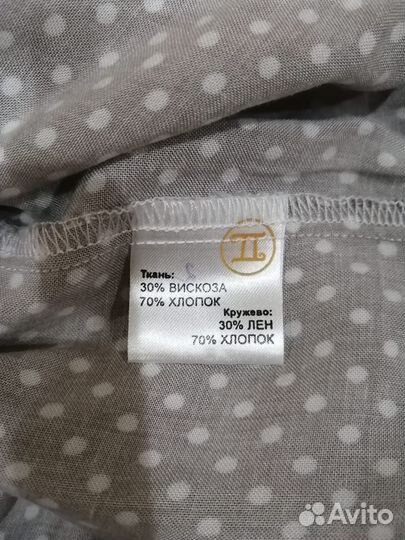 Ткань:
30% ВИСКОЗА
70% ХЛОПОК
Кружево:
30% ЛЕН
70% ХЛОПОК
Avito